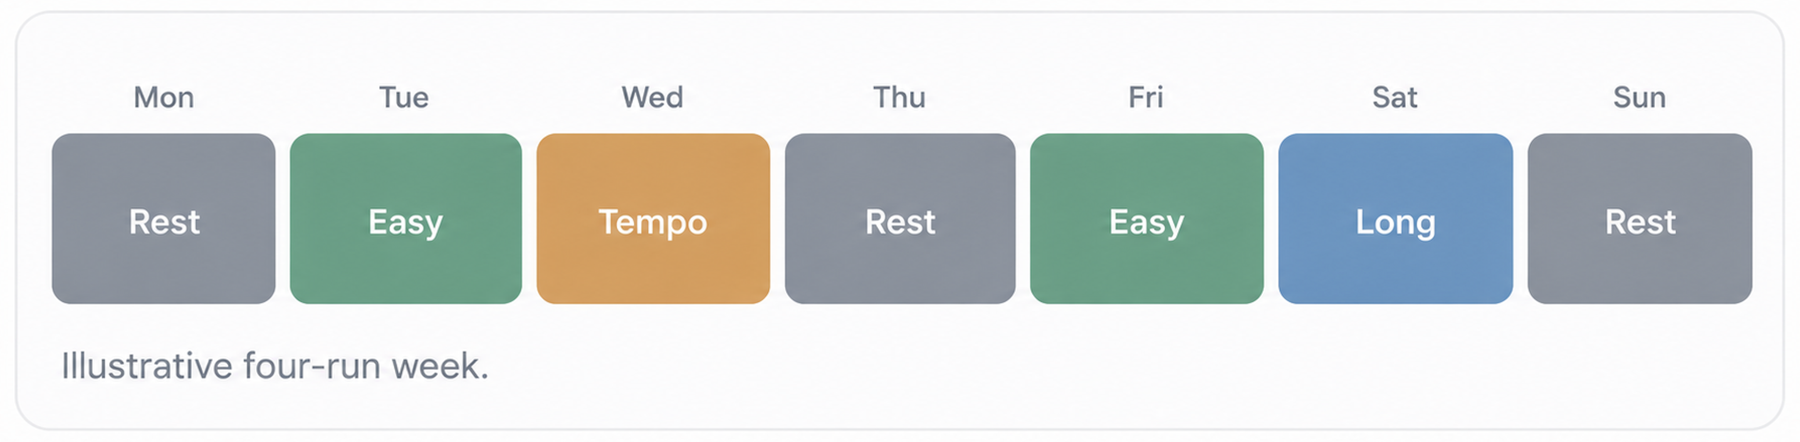 Mon Tue Wed Thu Fri Sat Sun
Rest Easy Tempo Rest Easy Long Rest
Illustrative four-run week.